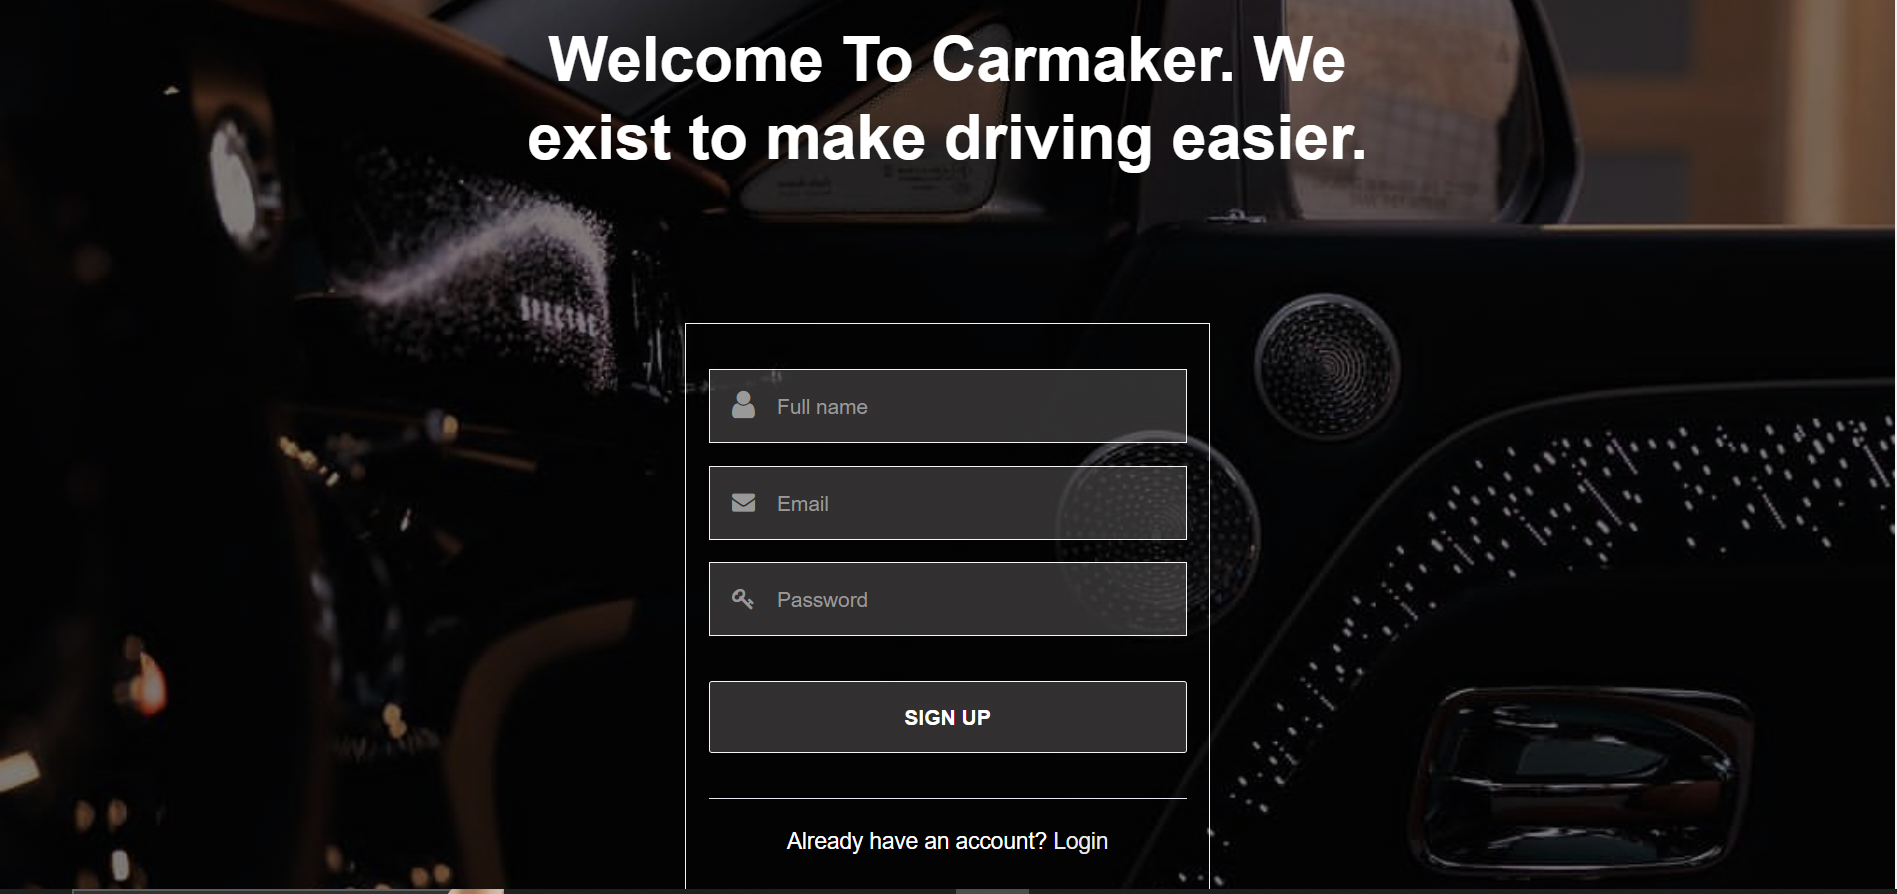 Welcome To Carmaker. We
exist to make driving easier.
Full name
Email
Password
SIGN UP
Already have an account? Login